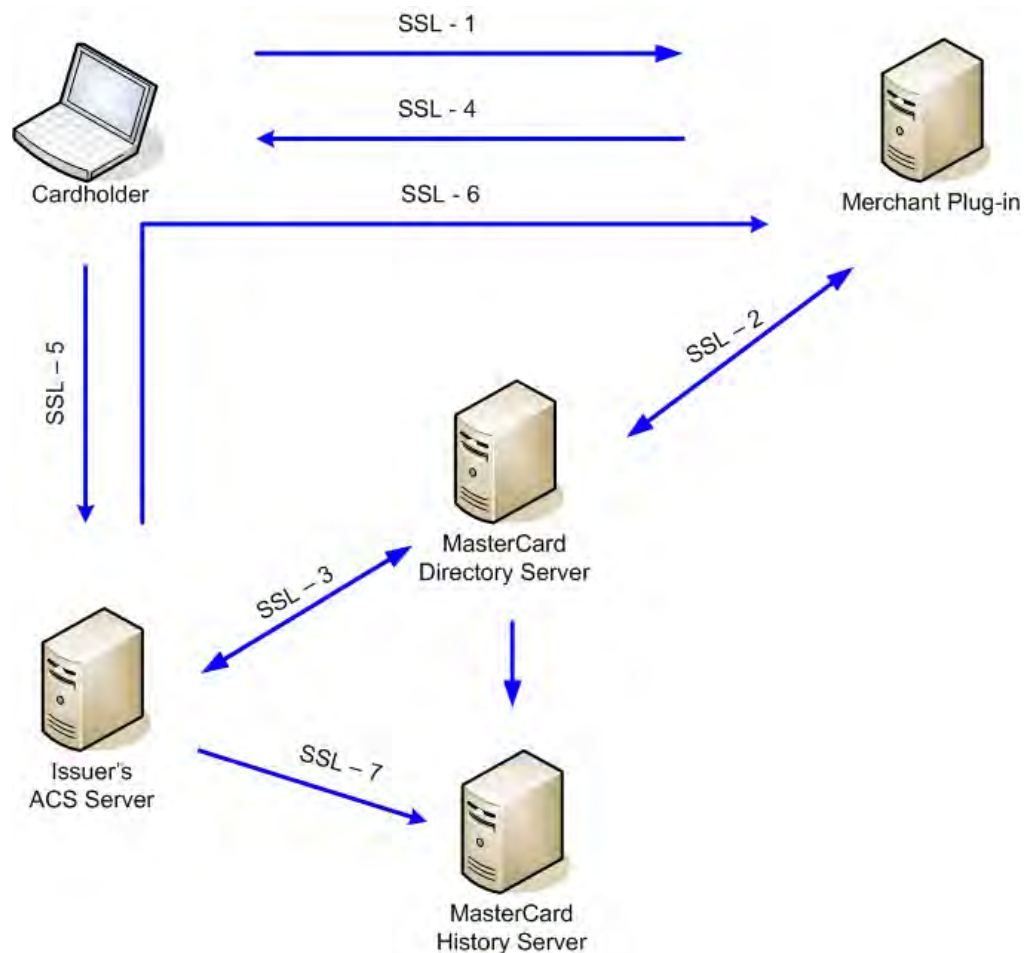 SSL - 1
SSL - 4
Cardholder
SSL - 6
Merchant Plug-in
SSL – 2
SSL – 5
MasterCard
Directory Server
SSL – 3
Issuer's
ACS Server
SSL – 7
MasterCard
History Server